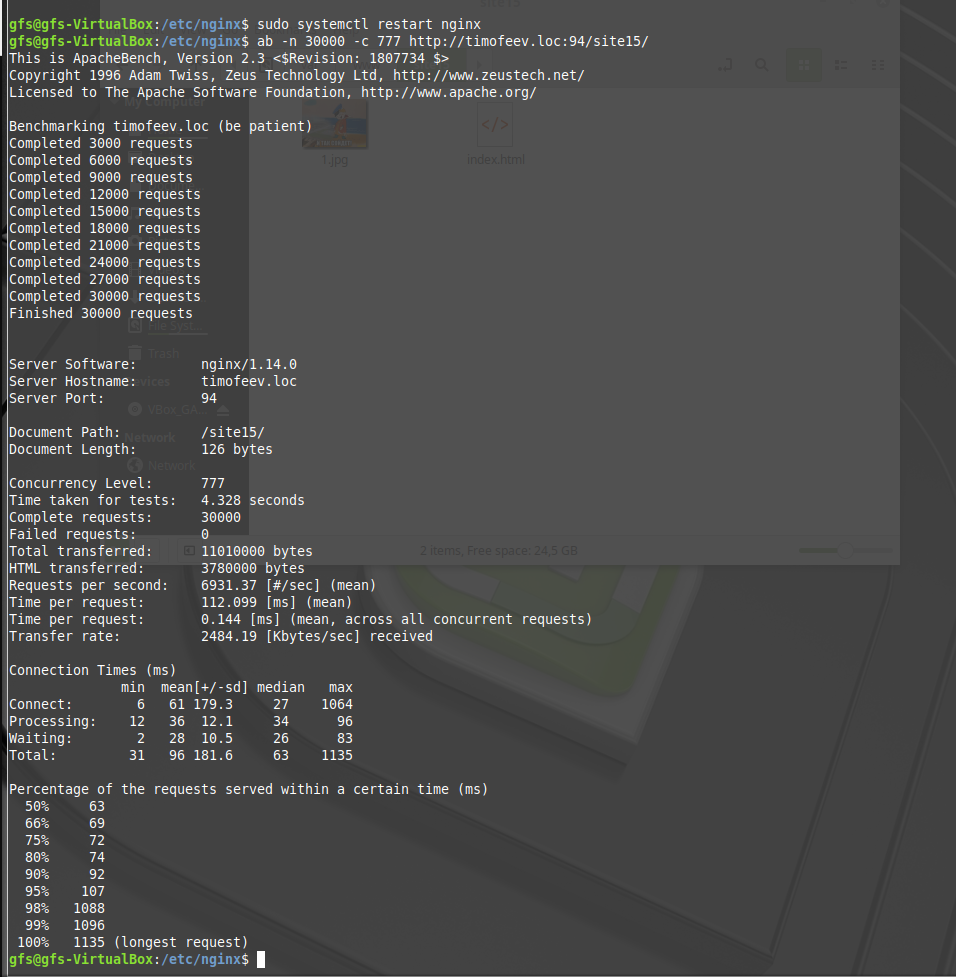 gfs@gfs-VirtualBox:/etc/nginx$ sudo systemctl restart nginx
gfs@gfs-VirtualBox:/etc/nginx$ ab -n 30000 -c 777 http://timofeev.loc:94/site15/
This is ApacheBench, Version 2.3 <$Revision: 1807734 $>
Copyright 1996 Adam Twiss, Zeus Technology Ltd, http://www.zeustech.net/
Licensed to The Apache Software Foundation, http://www.apache.org/

Benchmarking timofeev.loc (be patient)
Completed 3000 requests
Completed 6000 requests
Completed 9000 requests
Completed 12000 requests
Completed 15000 requests
Completed 18000 requests
Completed 21000 requests
Completed 24000 requests
Completed 27000 requests
Completed 30000 requests
Finished 30000 requests


Server Software:        nginx/1.14.0
Server Hostname:        timofeev.loc
Server Port:            94

Document Path:          /site15/
Document Length:        126 bytes

Concurrency Level:      777
Time taken for tests:   4.328 seconds
Complete requests:      30000
Failed requests:        0
Total transferred:      11010000 bytes
HTML transferred:       3780000 bytes
Requests per second:    6931.37 [#/sec] (mean)
Time per request:       112.099 [ms] (mean)
Time per request:       0.144 [ms] (mean, across all concurrent requests)
Transfer rate:          2484.19 [Kbytes/sec] received

Connection Times (ms)
              min  mean[+/-sd] median   max
Connect:        6   61 179.3     27    1064
Processing:    12   36  12.1     34      96
Waiting:        2   28  10.5     26      83
Total:         31   96 181.6     63    1135

Percentage of the requests served within a certain time (ms)
  50%     63
  66%     69
  75%     72
  80%     74
  90%     92
  95%    107
  98%   1088
  99%   1096
 100%   1135 (longest request)
gfs@gfs-VirtualBox:/etc/nginx$
site15
My Computer
1.jpg
index.html
File Syst...
Trash
Devices
VBox_GA...
Network
Network
2 items, Free space: 24,5 GB